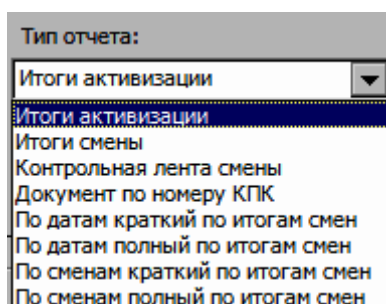 Тип отчета:
Итоги активизации
Итоги активизации
Итоги смены
Контрольная лента смены
Документ по номеру КПК
По датам краткий по итогам смен
По датам полный по итогам смен
По сменам краткий по итогам смен
По сменам полный по итогам смен